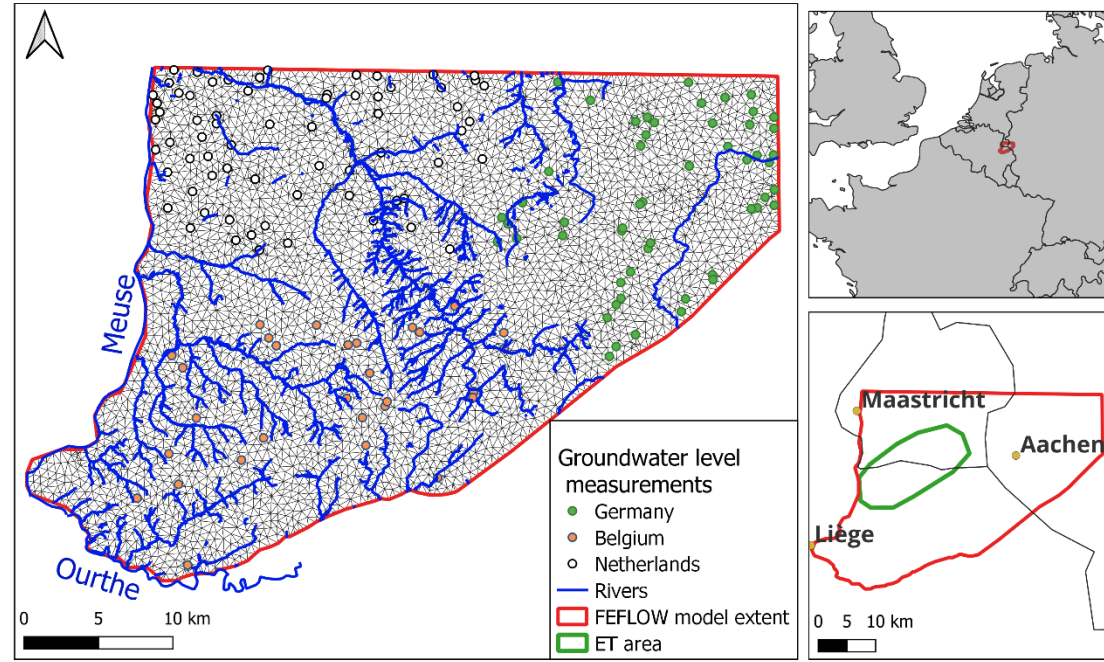 Meuse
Ourthe
0 5 10 km
Groundwater level
measurements
Germany
Belgium
Netherlands
Rivers
FEFLOW model extent
ET area
Maastricht
Aachen
Liège
0 5 10 km